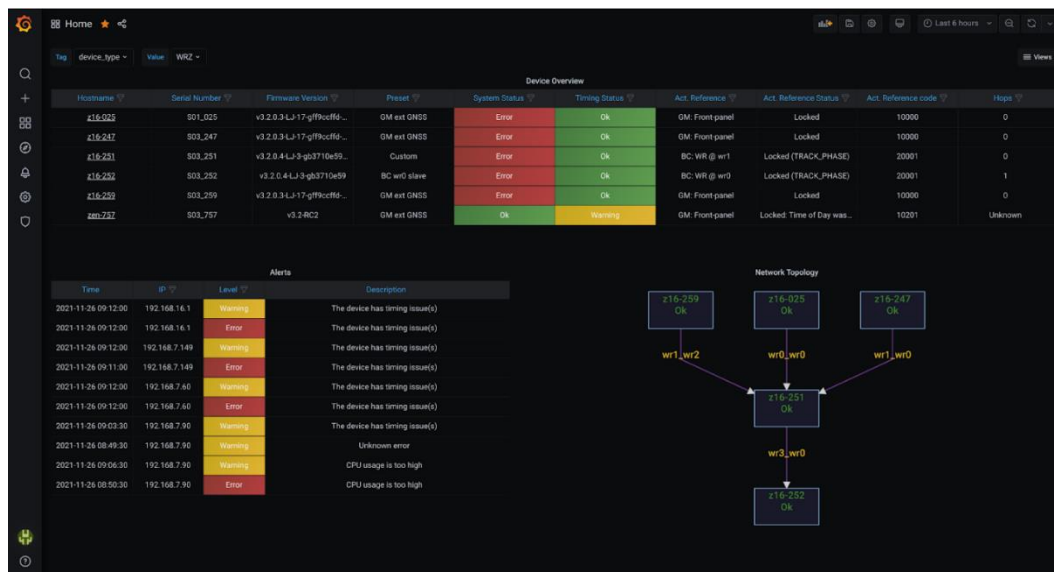 Home
Last 6 hours
Tag device_type Value WRZ
Views
Device Overview
Hostname Serial Number Firmware Version Preset System Status Timing Status Act. Reference Act. Reference Status Act. Reference code Hops
z16-025 S01_025 v3.2.0.3-LJ-17-gff9ccffd-... GM ext GNSS Error Ok GM: Front-panel Locked 10000 0
z16-247 S03_247 v3.2.0.3-LJ-17-gff9ccffd-... GM ext GNSS Error Ok GM: Front-panel Locked 10000 0
z16-251 S03_251 v3.2.0.4-LJ-3-gb3710e59... Custom Error Ok BC: WR @ wr1 Locked (TRACK_PHASE) 20001 0
z16-252 S03_252 v3.2.0.4-LJ-3-gb3710e59 BC wr0 slave Error Ok BC: WR @ wr0 Locked (TRACK_PHASE) 20001 1
z16-259 S03_259 v3.2.0.3-LJ-17-gff9ccffd-... GM ext GNSS Error Ok GM: Front-panel Locked 10000 0
zen-757 S03_757 v3.2-RC2 GM ext GNSS Ok Warning GM: Front-panel Locked: Time of Day was... 10201 Unknown
Alerts
Time IP Level Description
2021-11-26 09:12:00 192.168.16.1 Warning The device has timing issue(s)
2021-11-26 09:12:00 192.168.16.1 Error The device has timing issue(s)
2021-11-26 09:12:00 192.168.7.149 Warning The device has timing issue(s)
2021-11-26 09:11:00 192.168.7.149 Error The device has timing issue(s)
2021-11-26 09:12:00 192.168.7.60 Warning The device has timing issue(s)
2021-11-26 09:12:00 192.168.7.60 Error The device has timing issue(s)
2021-11-26 09:03:30 192.168.7.90 Warning The device has timing issue(s)
2021-11-26 08:49:30 192.168.7.90 Warning Unknown error
2021-11-26 09:06:30 192.168.7.90 Warning CPU usage is too high
2021-11-26 08:50:30 192.168.7.90 Error CPU usage is too high
Network Topology
z16-259 z16-025 z16-247
Ok Ok Ok
wr1_wr2 wr0_wr0 wr1_wr0
z16-251
Ok
wr3_wr0
z16-252
Ok